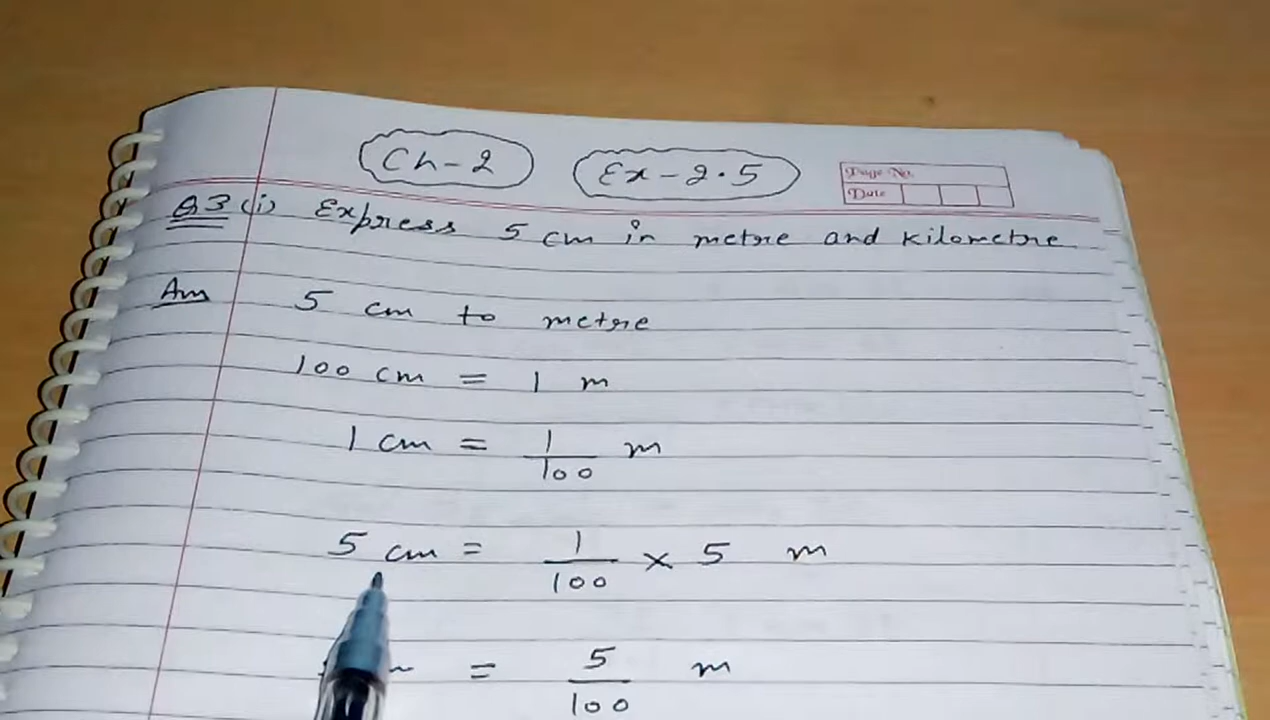 Ch-2 Ex-2.5
Page No.
Date
Q3 (i) Express 5 cm in metre and kilometre
Ans 5 cm to metre
100 cm = 1 m
1 cm = 1/100 m
5 cm = 1/100 × 5 m
= 5/100 m